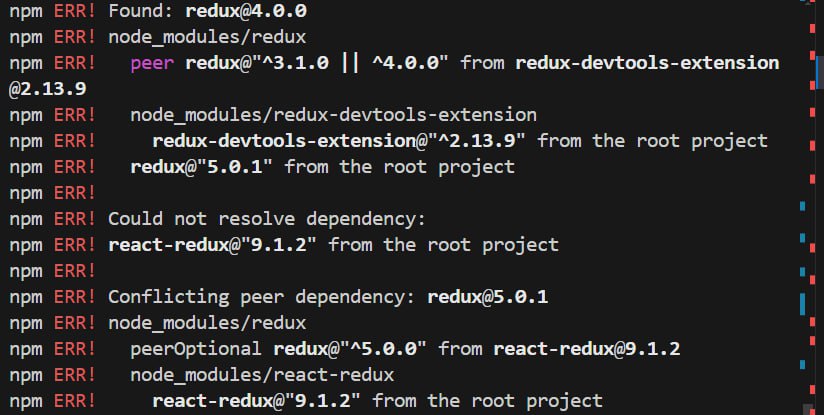 npm ERR! Found: redux@4.0.0
npm ERR! node_modules/redux
npm ERR!   peer redux@"^3.1.0 || ^4.0.0" from redux-devtools-extension
@2.13.9
npm ERR!   node_modules/redux-devtools-extension
npm ERR!     redux-devtools-extension@"^2.13.9" from the root project
npm ERR!   redux@"5.0.1" from the root project
npm ERR!
npm ERR! Could not resolve dependency:
npm ERR! react-redux@"9.1.2" from the root project
npm ERR!
npm ERR! Conflicting peer dependency: redux@5.0.1
npm ERR! node_modules/redux
npm ERR!   peerOptional redux@"^5.0.0" from react-redux@9.1.2
npm ERR!   node_modules/react-redux
npm ERR!     react-redux@"9.1.2" from the root project